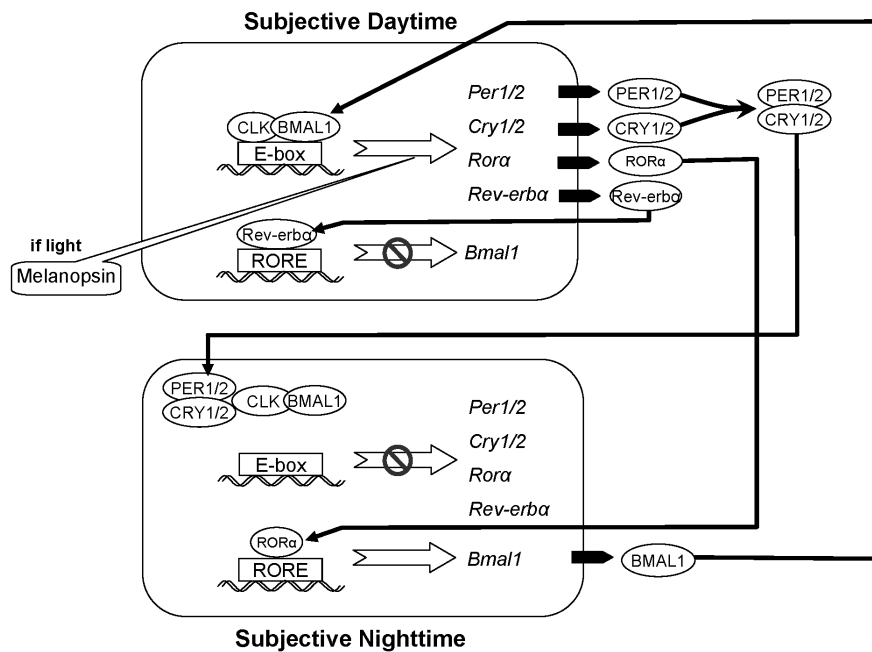 Subjective Daytime
Per1/2
PER1/2
PER1/2
CLK
BMAL1
Cry1/2
CRY1/2
CRY1/2
E-box
Rorα
RORα
Rev-erbα
Rev-erbα
if light
Rev-erbα
Melanopsin
RORE
Bmal1
PER1/2
CRY1/2
CLK
BMAL1
Per1/2
Cry1/2
E-box
Rorα
Rev-erbα
RORα
RORE
Bmal1
BMAL1
Subjective Nighttime